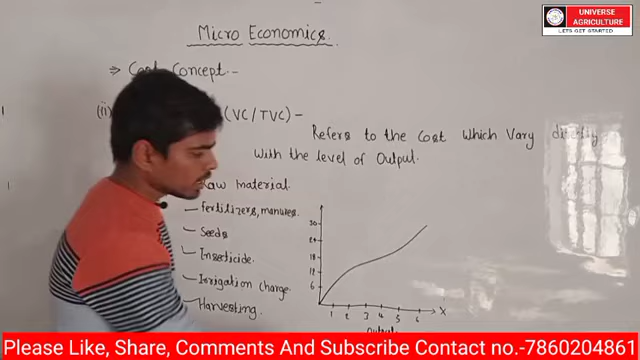 UNIVERSE
AGRICULTURE
LETS GET STARTED
Micro Economics
⇒ Cost Concept -
(ii) (VC/TVC) -
Refers to the Cost which Vary directly
with the level of Output.
Raw material
- fertilizers, manures.
- Seeds
- Insecticide.
- Irrigation charge.
- Harvesting.
30
24
18
12
6
1 2 3 4 5 6 X
Output
Please Like, Share, Comments And Subscribe Contact no.-7860204861